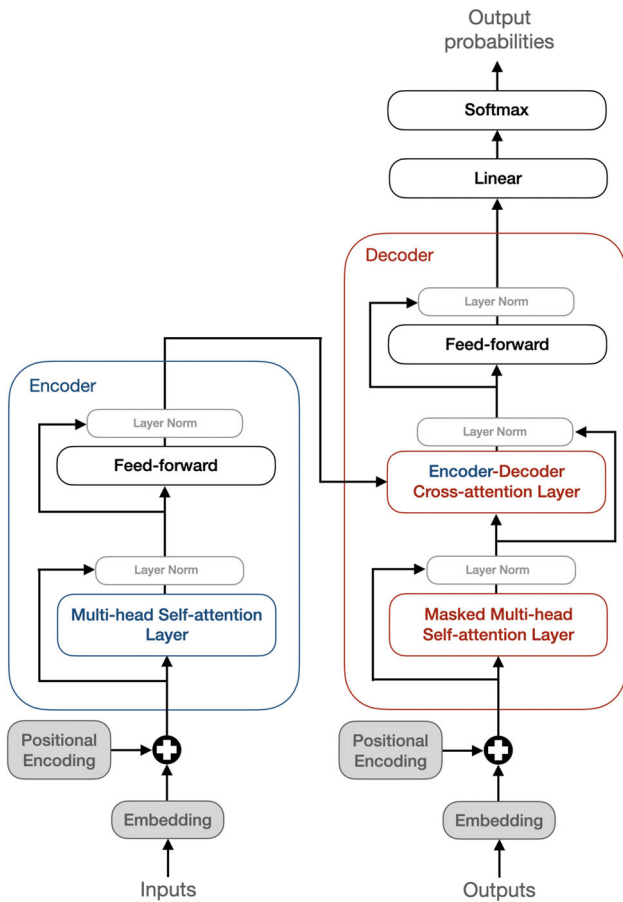 Output
probabilities
Softmax
Linear
Decoder
Layer Norm
Feed-forward
Layer Norm
Encoder-Decoder
Cross-attention Layer
Layer Norm
Masked Multi-head
Self-attention Layer
Positional
Encoding
Embedding
Outputs
Encoder
Layer Norm
Feed-forward
Layer Norm
Multi-head Self-attention
Layer
Positional
Encoding
Embedding
Inputs